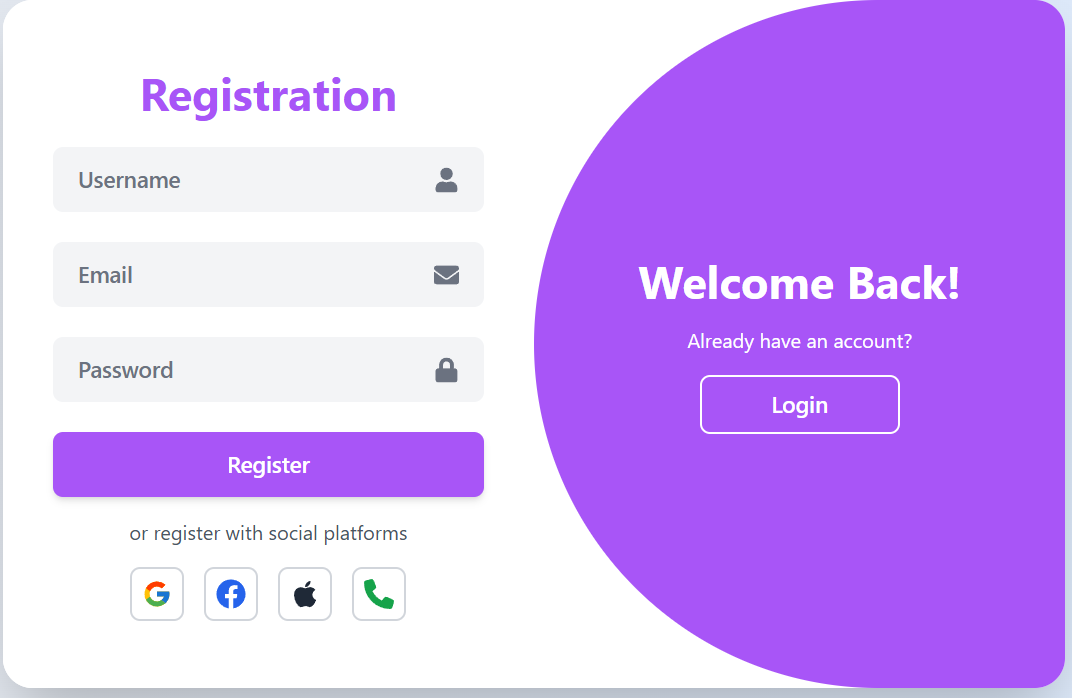 Registration
Username
Email
Password
Register
or register with social platforms
Welcome Back!
Already have an account?
Login